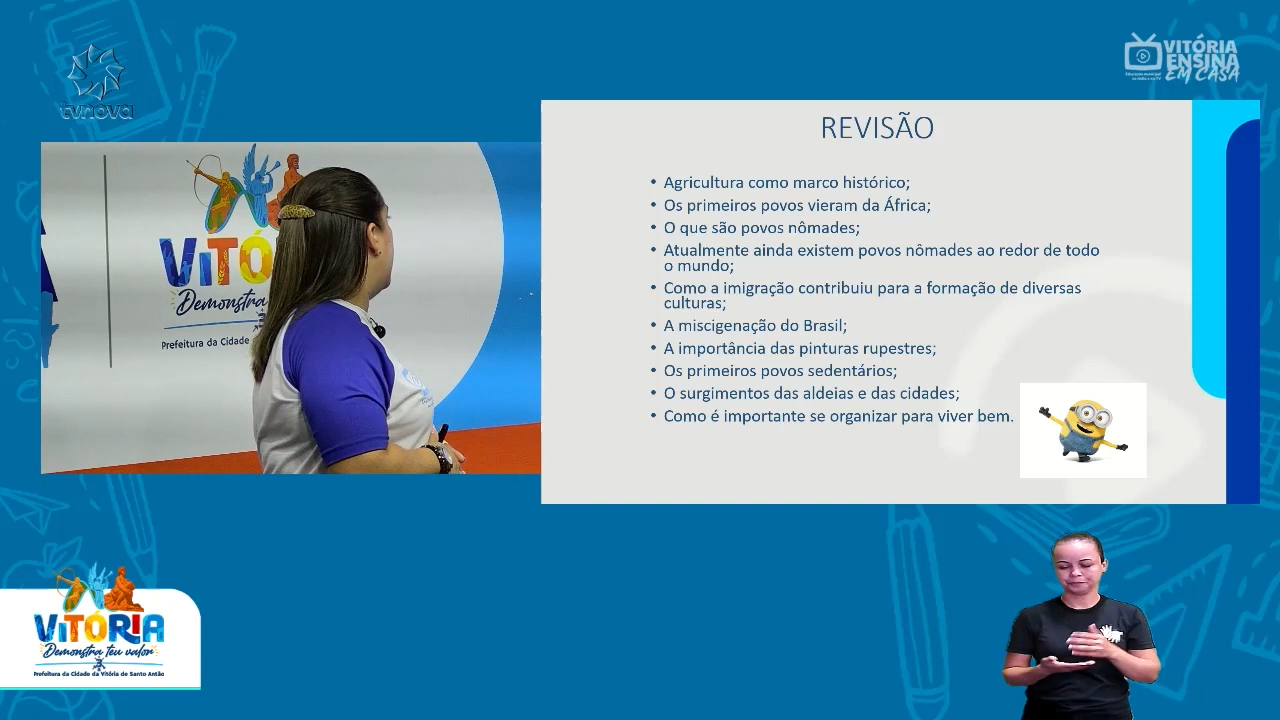 tvnova
VITÓRIA
ENSINA
EM CASA
REVISÃO
• Agricultura como marco histórico;
• Os primeiros povos vieram da África;
• O que são povos nômades;
• Atualmente ainda existem povos nômades ao redor de todo
o mundo;
• Como a imigração contribuiu para a formação de diversas
culturas;
• A miscigenação do Brasil;
• A importância das pinturas rupestres;
• Os primeiros povos sedentários;
• O surgimentos das aldeias e das cidades;
• Como é importante se organizar para viver bem.
VITÓ
Demonstra
Prefeitura da Cidade
VITÓRIA
Demonstra teu valor
Prefeitura da Cidade da Vitória de Santo Antão